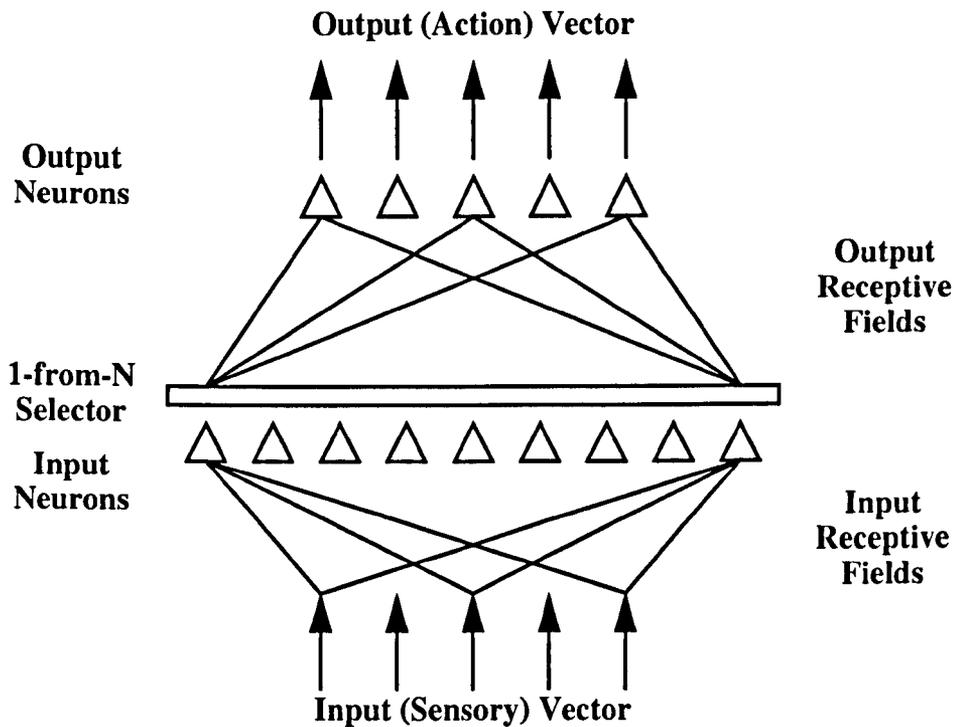 Output (Action) Vector
Output
Neurons
Output
Receptive
Fields
1-from-N
Selector
Input
Neurons
Input
Receptive
Fields
Input (Sensory) Vector